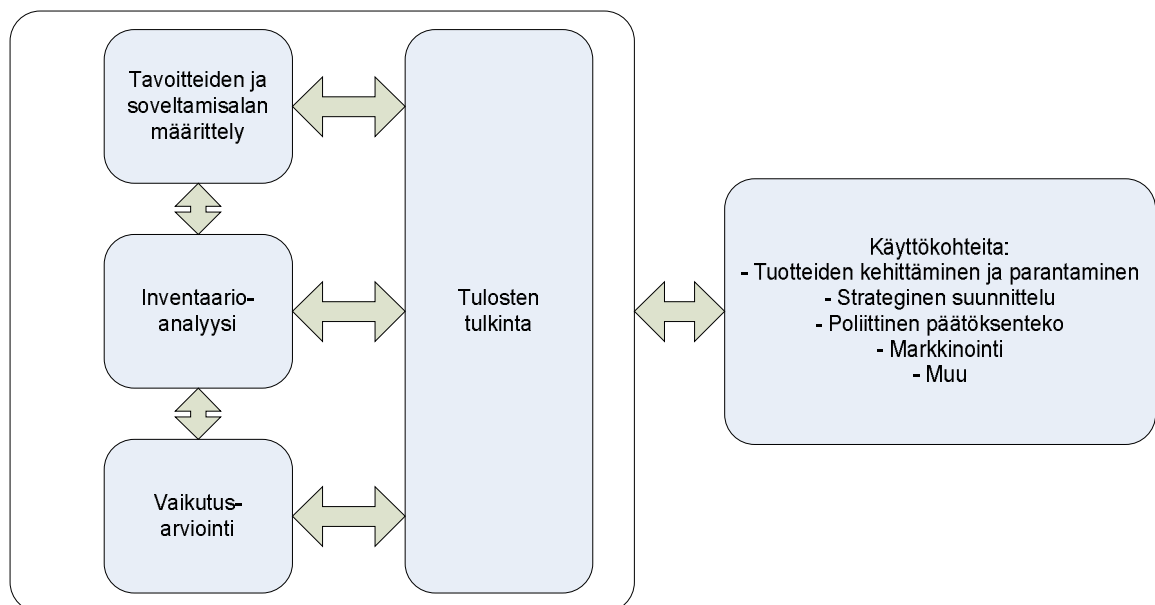 Tavoitteiden ja
soveltamisalan
määrittely
Inventaario-
analyysi
Vaikutus-
arviointi
Tulosten
tulkinta
Käyttökohteita:
- Tuotteiden kehittäminen ja parantaminen
- Strateginen suunnittelu
- Poliittinen päätöksenteko
- Markkinointi
- Muu